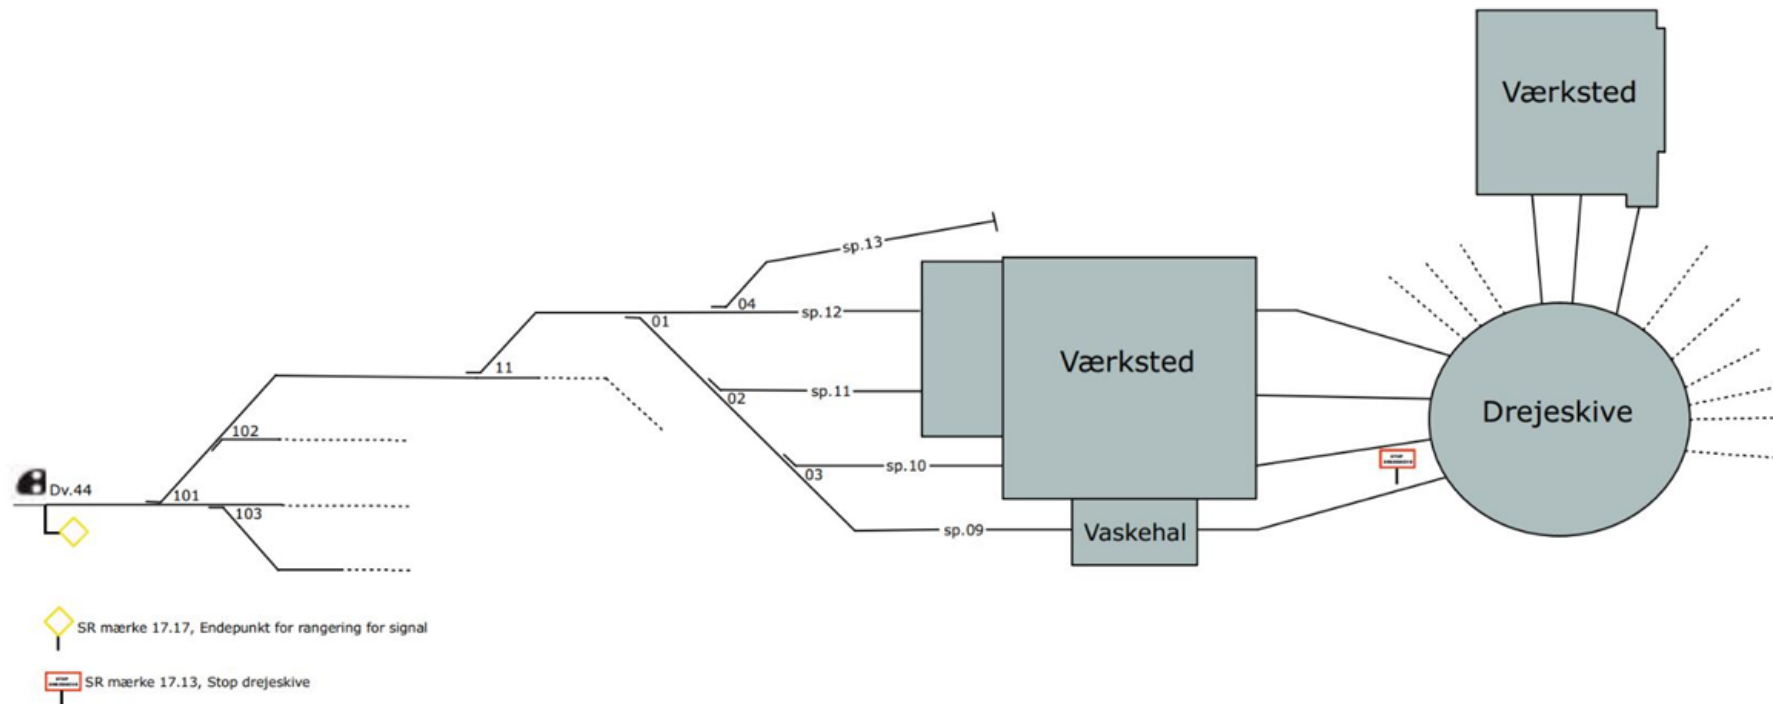 Værksted
sp.13
04
sp.12
01
Værksted
11
sp.11
02
Drejeskive
102
sp.10
03
STOP
Dv.44
101
103
sp.09
Vaskehal
SR mærke 17.17, Endepunkt for rangering for signal
STOP
SR mærke 17.13, Stop drejeskive